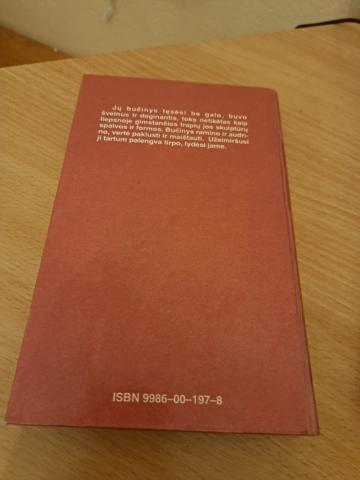 Jų bučinys tęsėsi be galo, buvo
švelnus ir deginantis, toks netikėtas kaip
liepsnoje gimstančios trapių jos skulptūrų
spalvos ir formos. Bučinys ramino ir audri-
no, vertė paklusti ir maištauti. Užsimiršusi
ji tartum palengva tirpo, lydėsi jame.
ISBN 9986-00-197-8